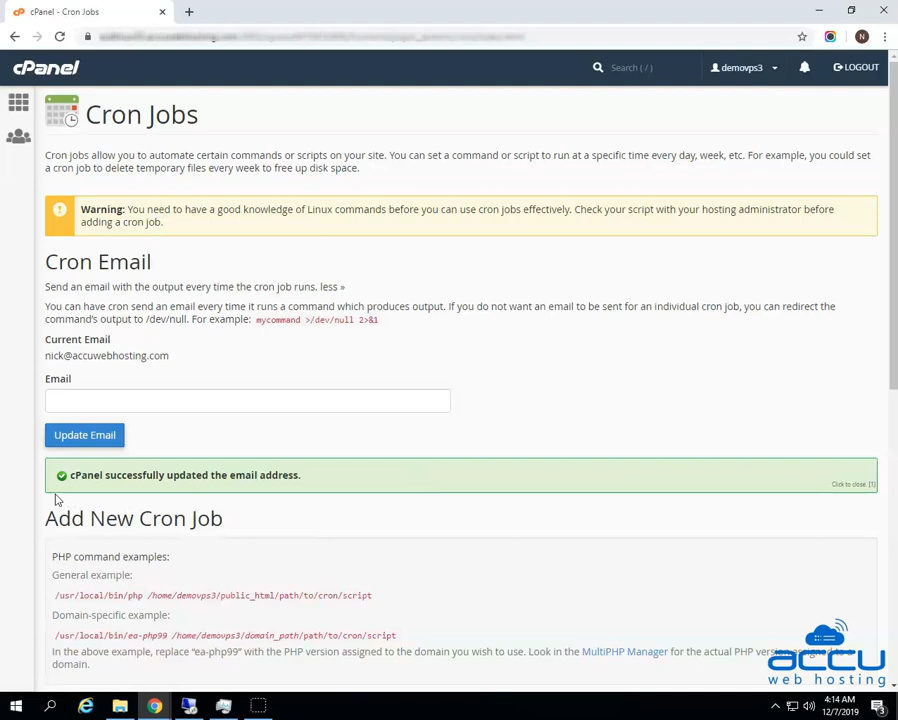 cPanel - Cron Jobs
cPanel
Search ( / )
demovps3
LOGOUT
N
Cron Jobs
Cron jobs allow you to automate certain commands or scripts on your site. You can set a command or script to run at a specific time every day, week, etc. For example, you could set
a cron job to delete temporary files every week to free up disk space.
Warning: You need to have a good knowledge of Linux commands before you can use cron jobs effectively. Check your script with your hosting administrator before
adding a cron job.
Cron Email
Send an email with the output every time the cron job runs. less »
You can have cron send an email every time it runs a command which produces output. If you do not want an email to be sent for an individual cron job, you can redirect the
command's output to /dev/null. For example: mycommand >/dev/null 2>&1
Current Email
nick@accuwebhosting.com
Email
Update Email
cPanel successfully updated the email address.
Click to close. [1]
Add New Cron Job
PHP command examples:
General example:
/usr/local/bin/php /home/demovps3/public_html/path/to/cron/script
Domain-specific example:
/usr/local/bin/ea-php99 /home/demovps3/domain_path/path/to/cron/script
In the above example, replace "ea-php99" with the PHP version assigned to the domain you wish to use. Look in the MultiPHP Manager for the actual PHP version assigned to a
domain.
ACCU
web hosting
4:14 AM
12/7/2019
3